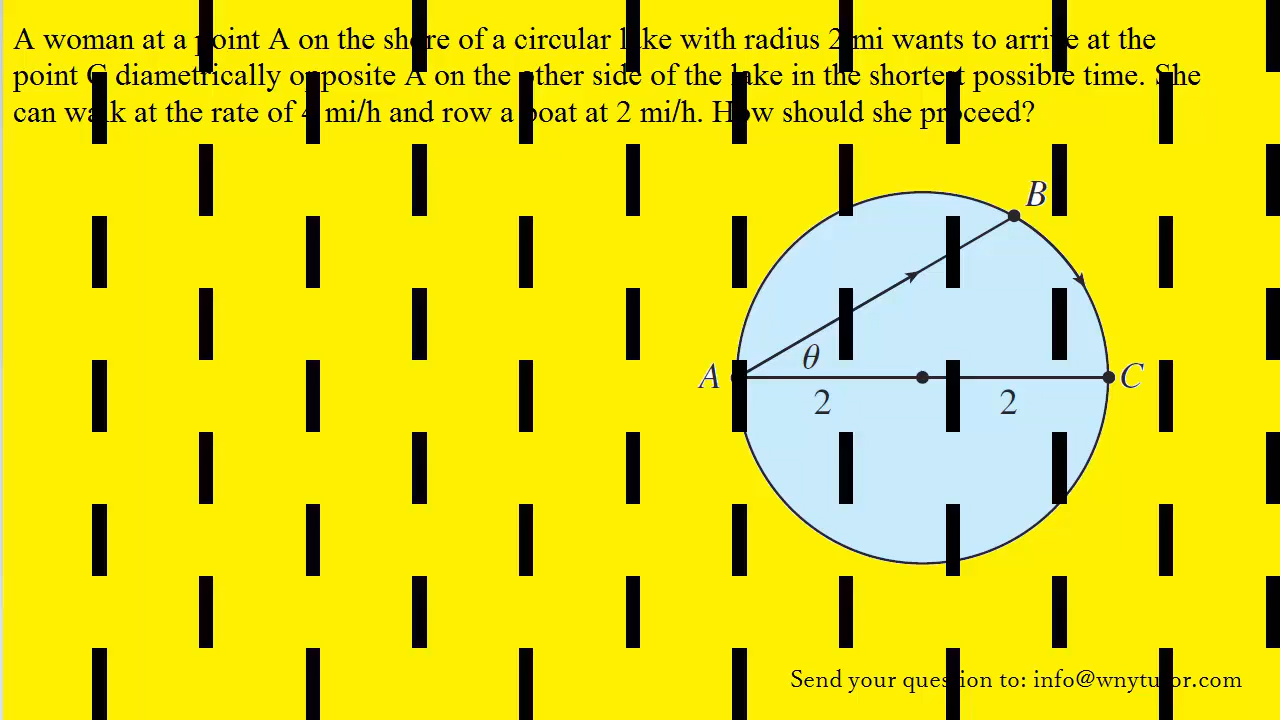 A woman at a point A on the shore of a circular lake with radius 2 mi wants to arrive at the
point C diametrically opposite A on the other side of the lake in the shortest possible time. She
can walk at the rate of 4 mi/h and row a boat at 2 mi/h. How should she proceed?
B
θ
A
C
2 2
Send your question to: info@wnytutor.com